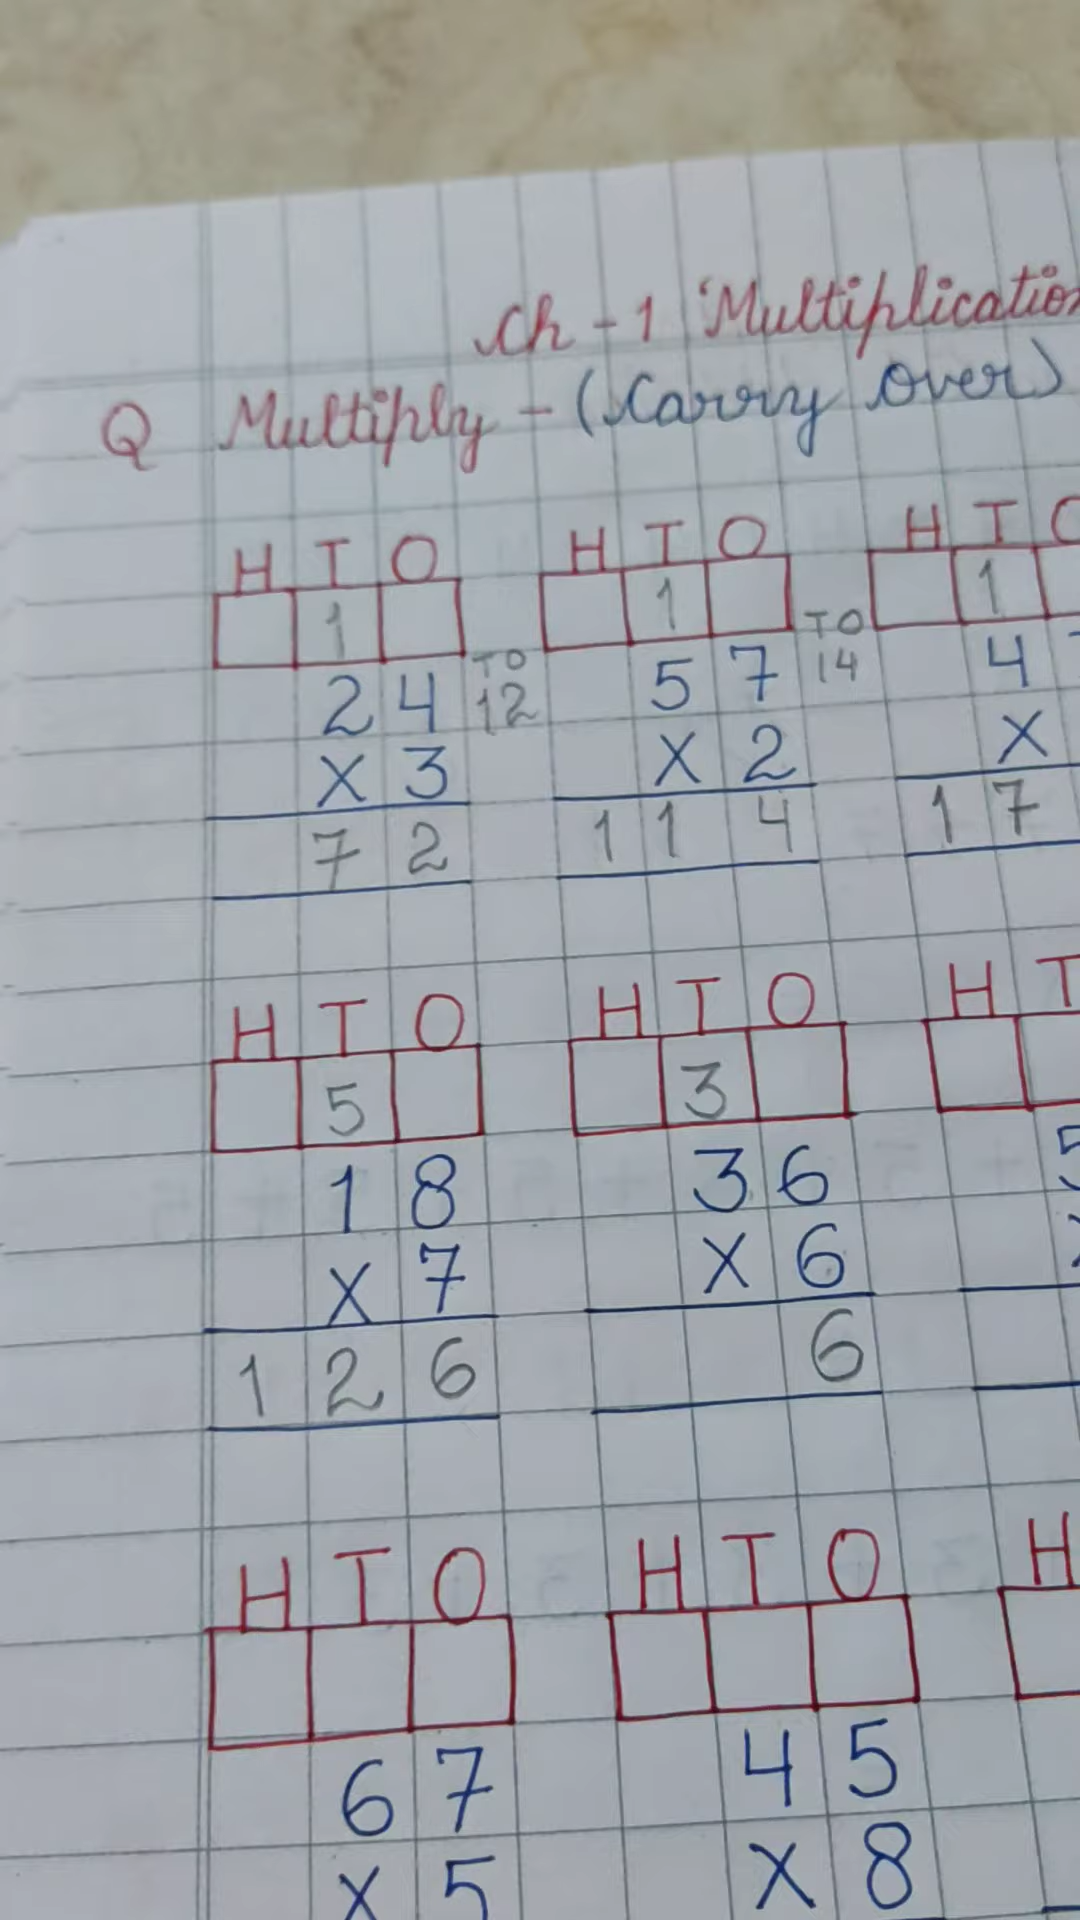 Ch - 1 Multiplication
Q Multiply - (Carry over)
H T O H T O H T
1 1 1
T O T O
2 4 12 5 7 14 4
X 3 X 2 X
7 2 1 1 4 1 7
H T O H T O H T
5 3
1 8 3 6 5
X 7 X 6
1 2 6 6
H T O H T O H
6 7 4 5
X 5 X 8